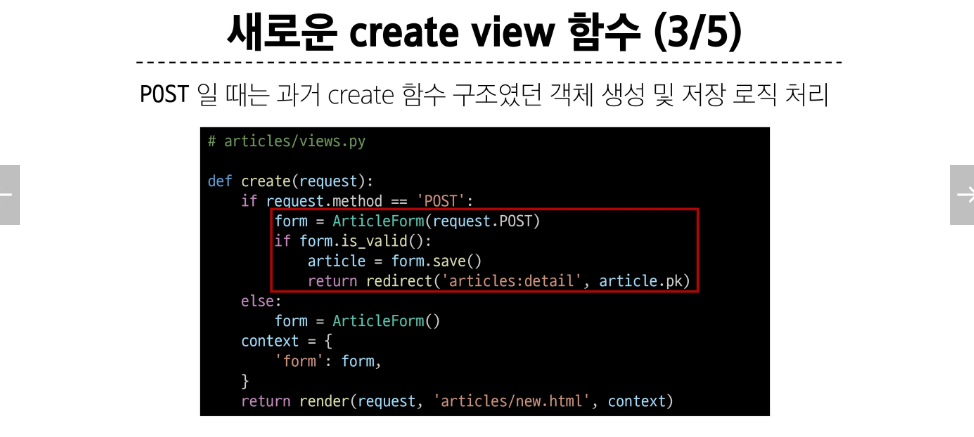 새로운 create view 함수 (3/5)
POST 일 때는 과거 create 함수 구조였던 객체 생성 및 저장 로직 처리
# articles/views.py
def create(request):
    if request.method == 'POST':
        form = ArticleForm(request.POST)
        if form.is_valid():
            article = form.save()
            return redirect('articles:detail', article.pk)
    else:
        form = ArticleForm()
    context = {
        'form': form,
    }
    return render(request, 'articles/new.html', context)